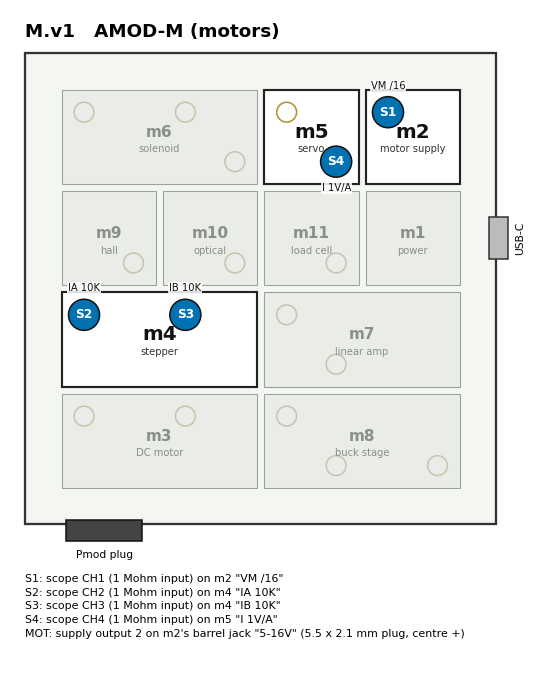 M.v1 AMOD-M (motors)
VM /16
S1
m6
solenoid
m5
servo
m2
motor supply
S4
I 1V/A
m9
hall
m10
optical
m11
load cell
m1
power
USB-C
IA 10K
IB 10K
S2
S3
m4
stepper
m7
linear amp
m3
DC motor
m8
buck stage
Pmod plug
S1: scope CH1 (1 Mohm input) on m2 "VM /16"
S2: scope CH2 (1 Mohm input) on m4 "IA 10K"
S3: scope CH3 (1 Mohm input) on m4 "IB 10K"
S4: scope CH4 (1 Mohm input) on m5 "I 1V/A"
MOT: supply output 2 on m2's barrel jack "5-16V" (5.5 x 2.1 mm plug, centre +)